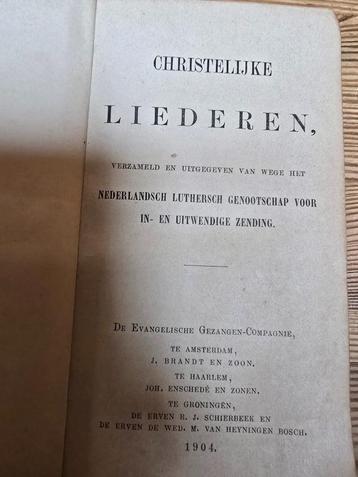 CHRISTELIJKE
LIEDEREN,
VERZAMELD EN UITGEGEVEN VAN WEGE HET
NEDERLANDSCH LUTHERSCH GENOOTSCHAP VOOR
IN- EN UITWENDIGE ZENDING.
DE EVANGELISCHE GEZANGEN-COMPAGNIE,
TE AMSTERDAM,
J. BRANDT EN ZOON.
TE HAARLEM,
JOH. ENSCHEDÉ EN ZONEN.
TE GRONINGEN,
DE ERVEN R. J. SCHIERBEEK EN
DE ERVEN DE WED. M. VAN HEYNINGEN BOSCH.
1904.